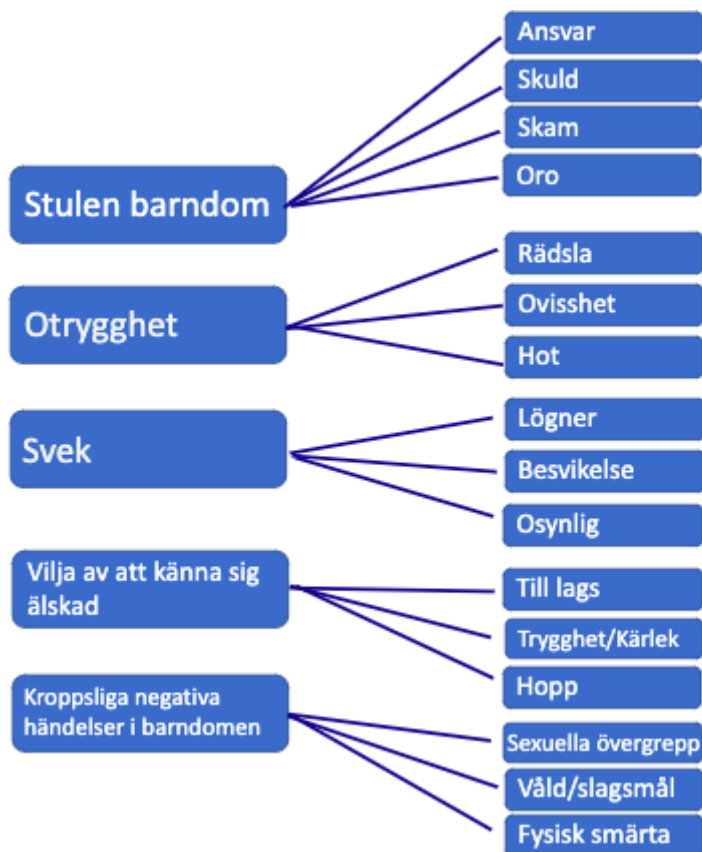 Stulen barndom
Ansvar
Skuld
Skam
Oro
Otrygghet
Rädsla
Ovisshet
Hot
Svek
Lögner
Besvikelse
Osynlig
Vilja av att känna sig
älskad
Till lags
Trygghet/Kärlek
Hopp
Kroppsliga negativa
händelser i barndomen
Sexuella övergrepp
Våld/slagsmål
Fysisk smärta